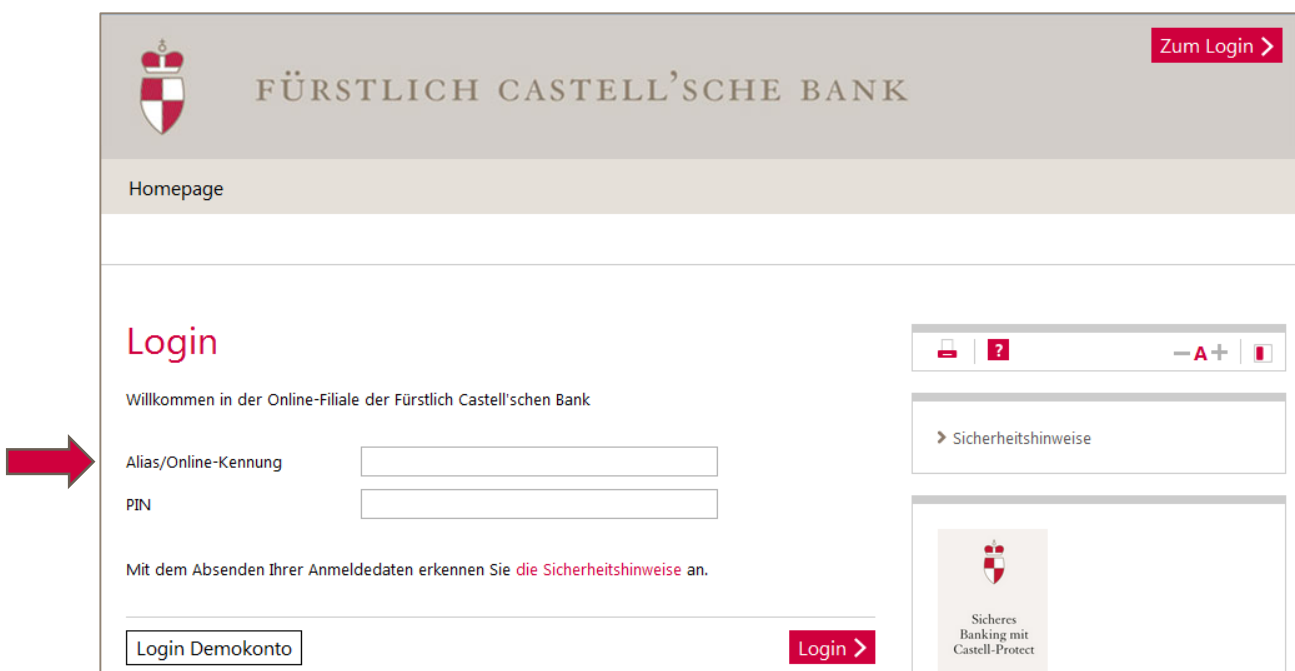 Zum Login
FÜRSTLICH CASTELL'SCHE BANK
Homepage
Login
? A
Willkommen in der Online-Filiale der Fürstlich Castell'schen Bank
Sicherheitshinweise
Alias/Online-Kennung
PIN
Mit dem Absenden Ihrer Anmeldedaten erkennen Sie die Sicherheitshinweise an.
Login Demokonto
Login
Sicheres
Banking mit
Castell-Protect